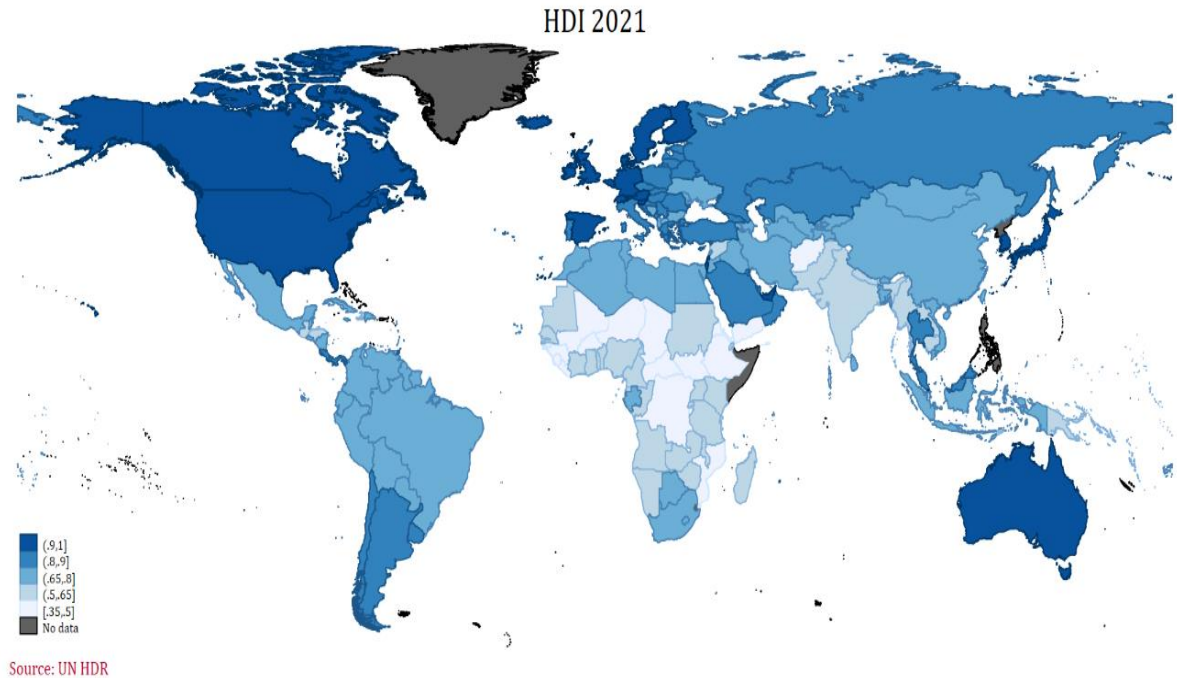 HDI 2021
(.9,1]
(.8,.9]
(.65,.8]
(.5,.65]
[.35,.5]
No data
Source: UN HDR